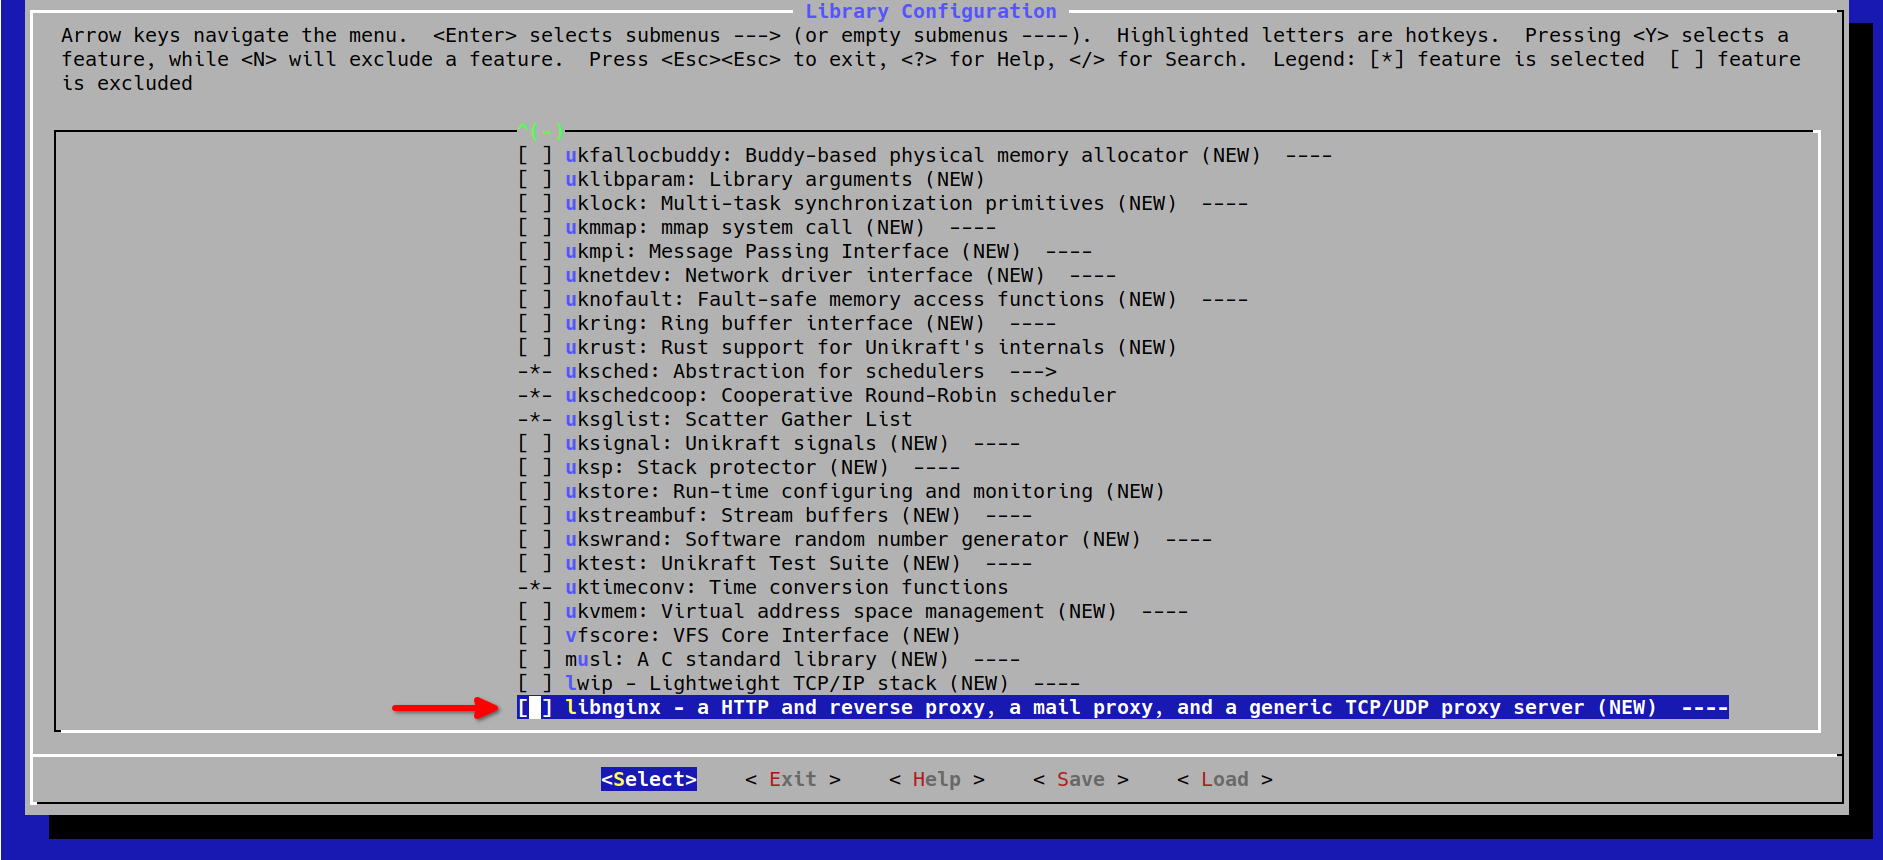 Library Configuration
Arrow keys navigate the menu.  <Enter> selects submenus ---> (or empty submenus ----).  Highlighted letters are hotkeys.  Pressing <Y> selects a
feature, while <N> will exclude a feature.  Press <Esc><Esc> to exit, <?> for Help, </> for Search.  Legend: [*] feature is selected  [ ] feature
is excluded
^(-)
[ ] ukfallocbuddy: Buddy-based physical memory allocator (NEW)  ----
[ ] uklibparam: Library arguments (NEW)
[ ] uklock: Multi-task synchronization primitives (NEW)  ----
[ ] ukmmap: mmap system call (NEW)  ----
[ ] ukmpi: Message Passing Interface (NEW)  ----
[ ] uknetdev: Network driver interface (NEW)  ----
[ ] uknofault: Fault-safe memory access functions (NEW)  ----
[ ] ukring: Ring buffer interface (NEW)  ----
[ ] ukrust: Rust support for Unikraft's internals (NEW)
-*- uksched: Abstraction for schedulers  --->
-*- ukschedcoop: Cooperative Round-Robin scheduler
-*- uksglist: Scatter Gather List
[ ] uksignal: Unikraft signals (NEW)  ----
[ ] uksp: Stack protector (NEW)  ----
[ ] ukstore: Run-time configuring and monitoring (NEW)
[ ] ukstreambuf: Stream buffers (NEW)  ----
[ ] ukswrand: Software random number generator (NEW)  ----
[ ] uktest: Unikraft Test Suite (NEW)  ----
-*- uktimeconv: Time conversion functions
[ ] ukvmem: Virtual address space management (NEW)  ----
[ ] vfscore: VFS Core Interface (NEW)
[ ] musl: A C standard library (NEW)  ----
[ ] lwip - Lightweight TCP/IP stack (NEW)  ----
[ ] libnginx - a HTTP and reverse proxy, a mail proxy, and a generic TCP/UDP proxy server (NEW)  ----
<Select>    < Exit >    < Help >    < Save >    < Load >